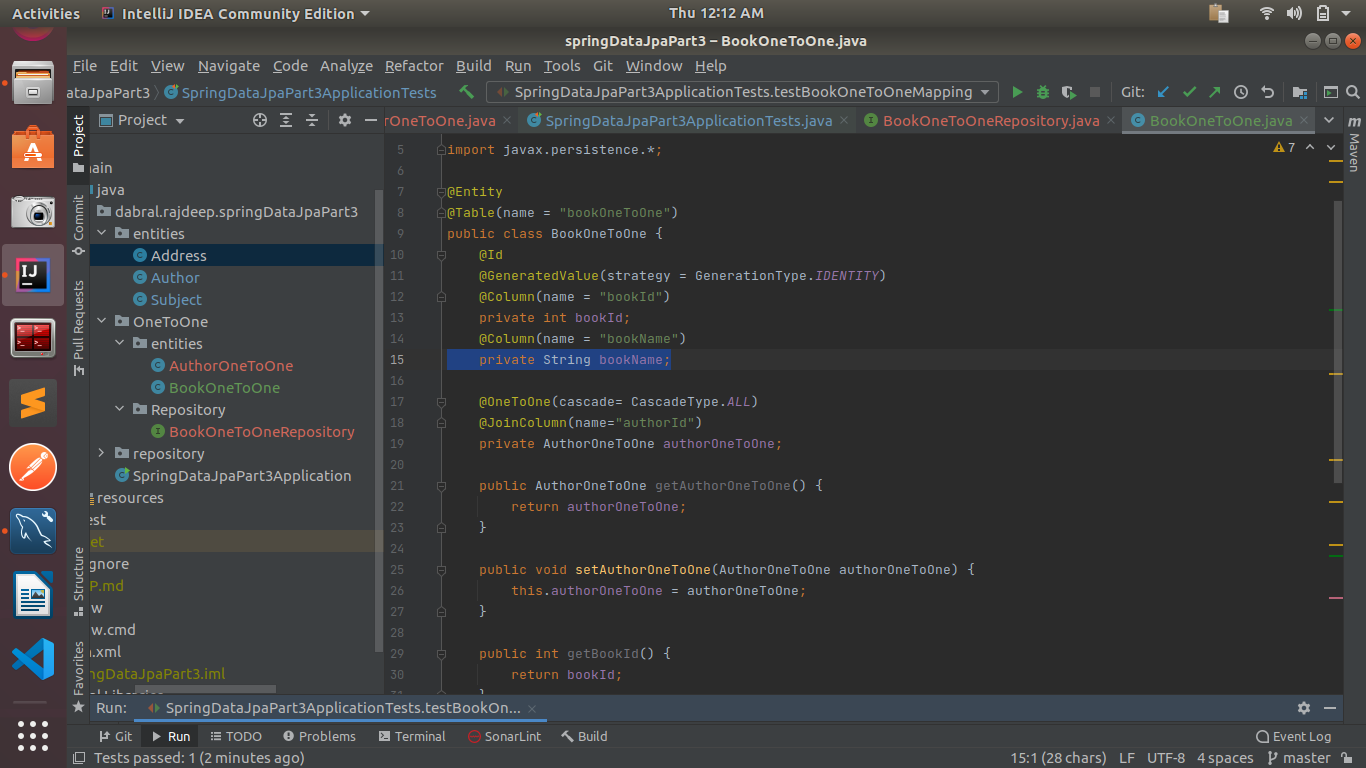 Activities IntelliJ IDEA Community Edition Thu 12:12 AM
springDataJpaPart3 – BookOneToOne.java
File Edit View Navigate Code Analyze Refactor Build Run Tools Git Window Help
ataJpaPart3 SpringDataJpaPart3ApplicationTests SpringDataJpaPart3ApplicationTests.testBookOneToOneMapping Git:
Project
rOneToOne.java SpringDataJpaPart3ApplicationTests.java BookOneToOneRepository.java BookOneToOne.java
Project
Commit
Pull Requests
Structure
Favorites
main
java
dabral.rajdeep.springDataJpaPart3
entities
Address
Author
Subject
OneToOne
entities
AuthorOneToOne
BookOneToOne
Repository
BookOneToOneRepository
repository
SpringDataJpaPart3Application
resources
est
et
gnore
P.md
w
w.cmd
.xml
ngDataJpaPart3.iml
5 import javax.persistence.*;
7
6
7 @Entity
8 @Table(name = "bookOneToOne")
9 public class BookOneToOne {
10 @Id
11 @GeneratedValue(strategy = GenerationType.IDENTITY)
12 @Column(name = "bookId")
13 private int bookId;
14 @Column(name = "bookName")
15 private String bookName;
16
17 @OneToOne(cascade= CascadeType.ALL)
18 @JoinColumn(name="authorId")
19 private AuthorOneToOne authorOneToOne;
20
21 public AuthorOneToOne getAuthorOneToOne() {
22 return authorOneToOne;
23 }
24
25 public void setAuthorOneToOne(AuthorOneToOne authorOneToOne) {
26 this.authorOneToOne = authorOneToOne;
27 }
28
29 public int getBookId() {
30 return bookId;
}
m Maven
Run: SpringDataJpaPart3ApplicationTests.testBookOn...
Git Run TODO Problems Terminal SonarLint Build Event Log
Tests passed: 1 (2 minutes ago) 15:1 (28 chars) LF UTF-8 4 spaces master